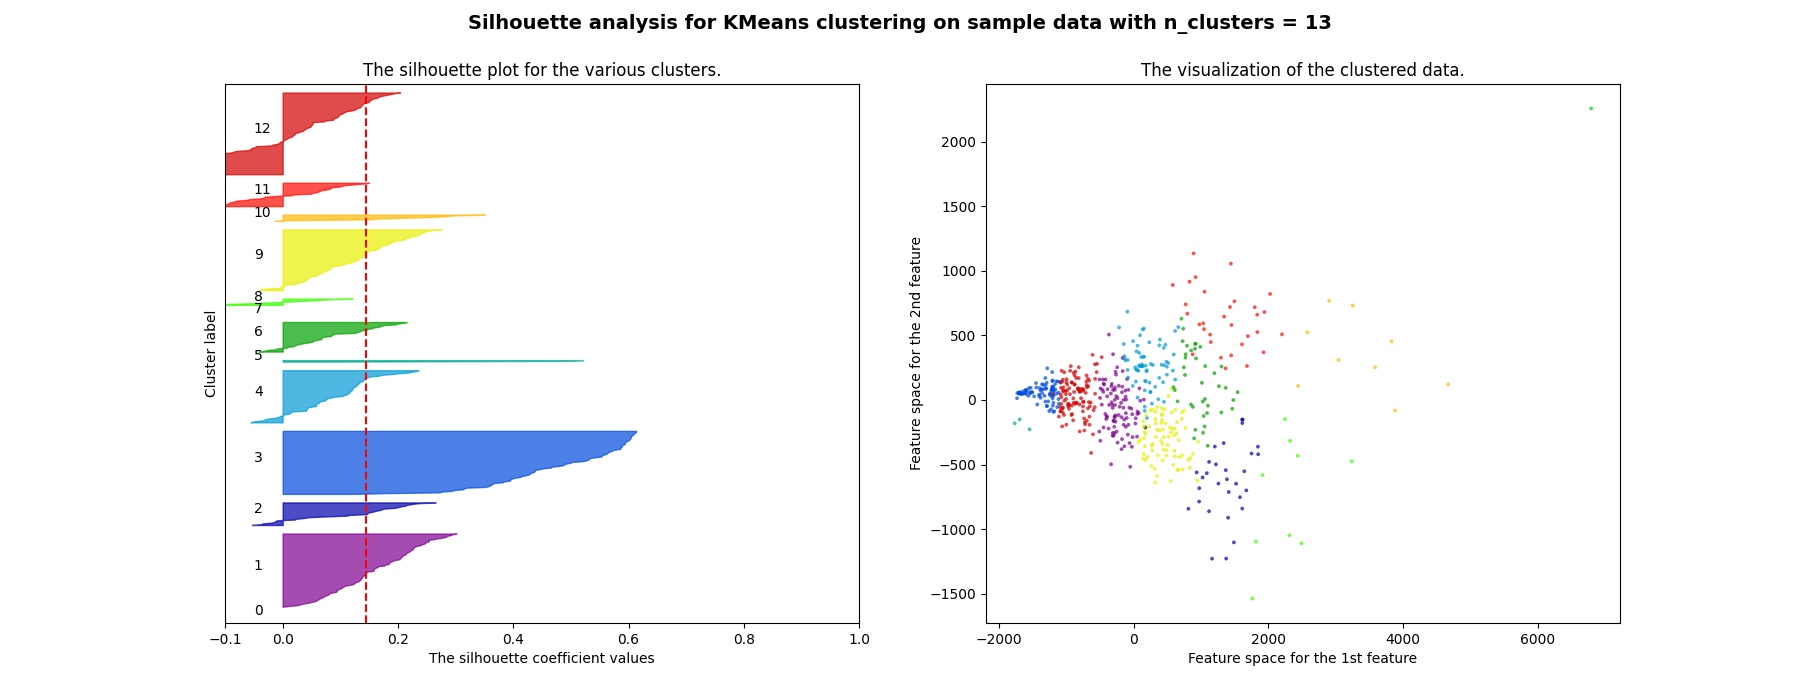 Silhouette analysis for KMeans clustering on sample data with n_clusters = 13
The silhouette plot for the various clusters.
12
11
10
9
8
7
6
5
4
3
2
1
0
Cluster label
−0.1 0.0 0.2 0.4 0.6 0.8 1.0
The silhouette coefficient values
The visualization of the clustered data.
2000
1500
1000
500
0
−500
−1000
−1500
Feature space for the 2nd feature
−2000 0 2000 4000 6000
Feature space for the 1st feature